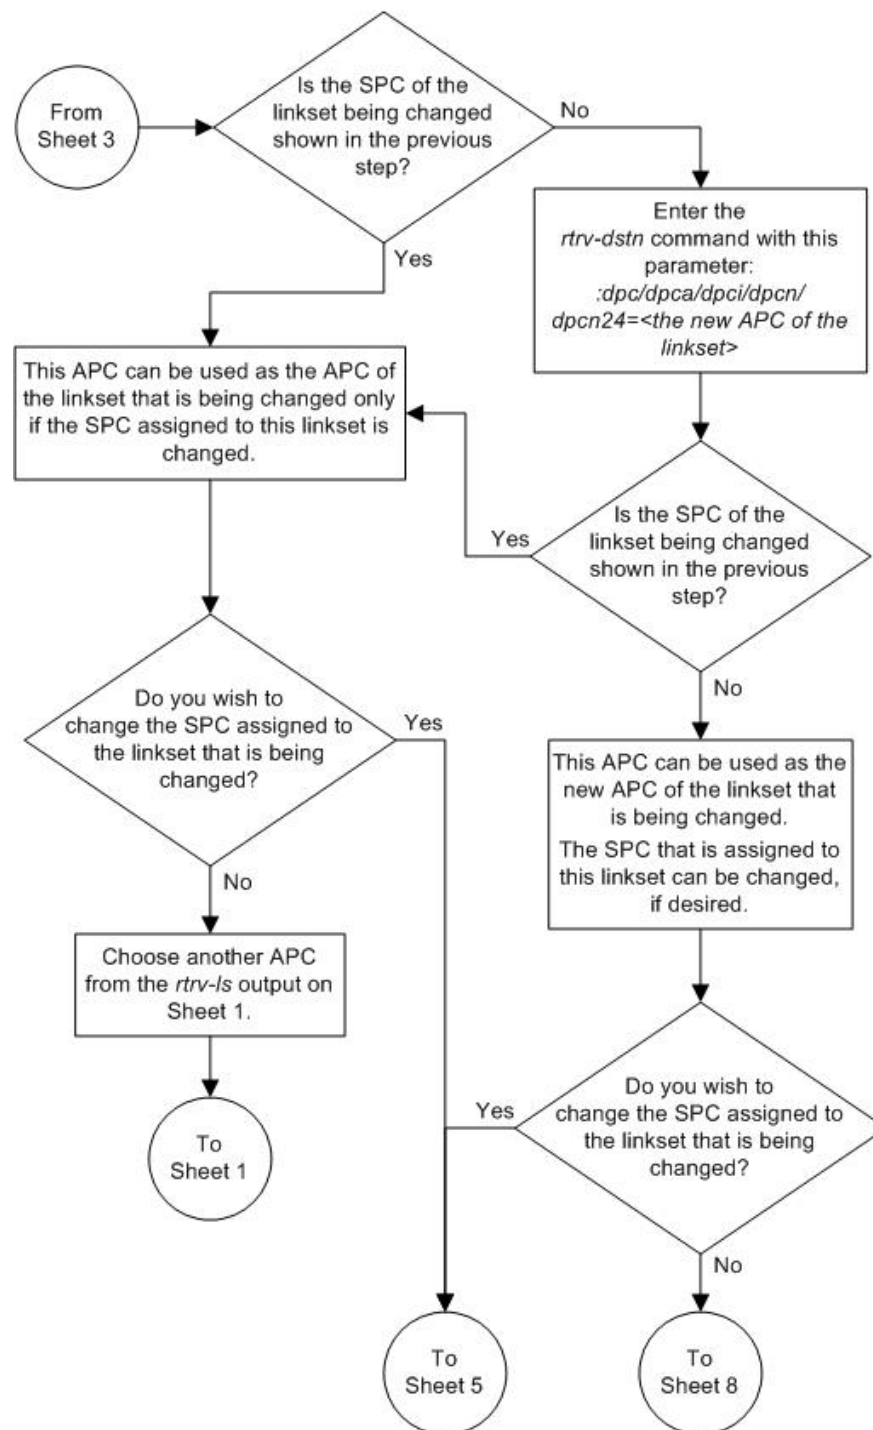 From
Sheet 3
Is the SPC of the
linkset being changed
shown in the previous
step?
No
Yes
Enter the
rtrv-dstn command with this
parameter:
:dpc/dpca/dpci/dpcn/
dpcn24=<the new APC of the
linkset>
This APC can be used as the APC of
the linkset that is being changed only
if the SPC assigned to this linkset is
changed.
Is the SPC of the
linkset being changed
shown in the previous
step?
Yes
No
Do you wish to
change the SPC assigned to
the linkset that is being
changed?
Yes
No
This APC can be used as the
new APC of the linkset that
is being changed.
The SPC that is assigned to
this linkset can be changed,
if desired.
Choose another APC
from the rtrv-ls output on
Sheet 1.
To
Sheet 1
Do you wish to
change the SPC assigned to
the linkset that is being
changed?
Yes
No
To
Sheet 5
To
Sheet 8